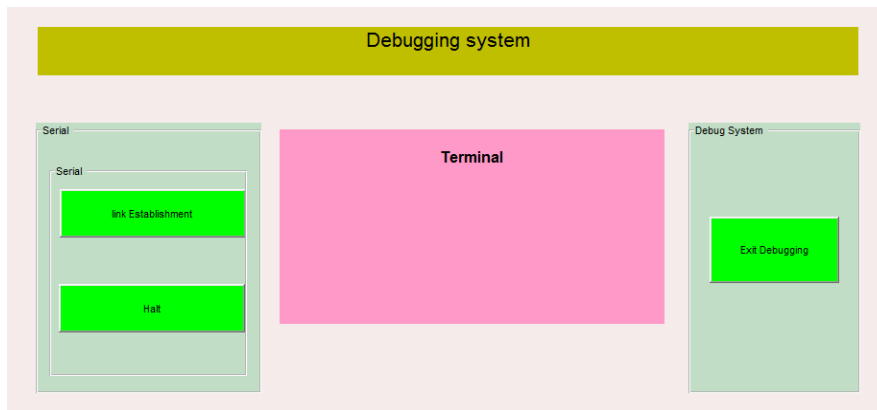 Debugging system
Serial
Serial
link Establishment
Halt
Terminal
Debug System
Exit Debugging